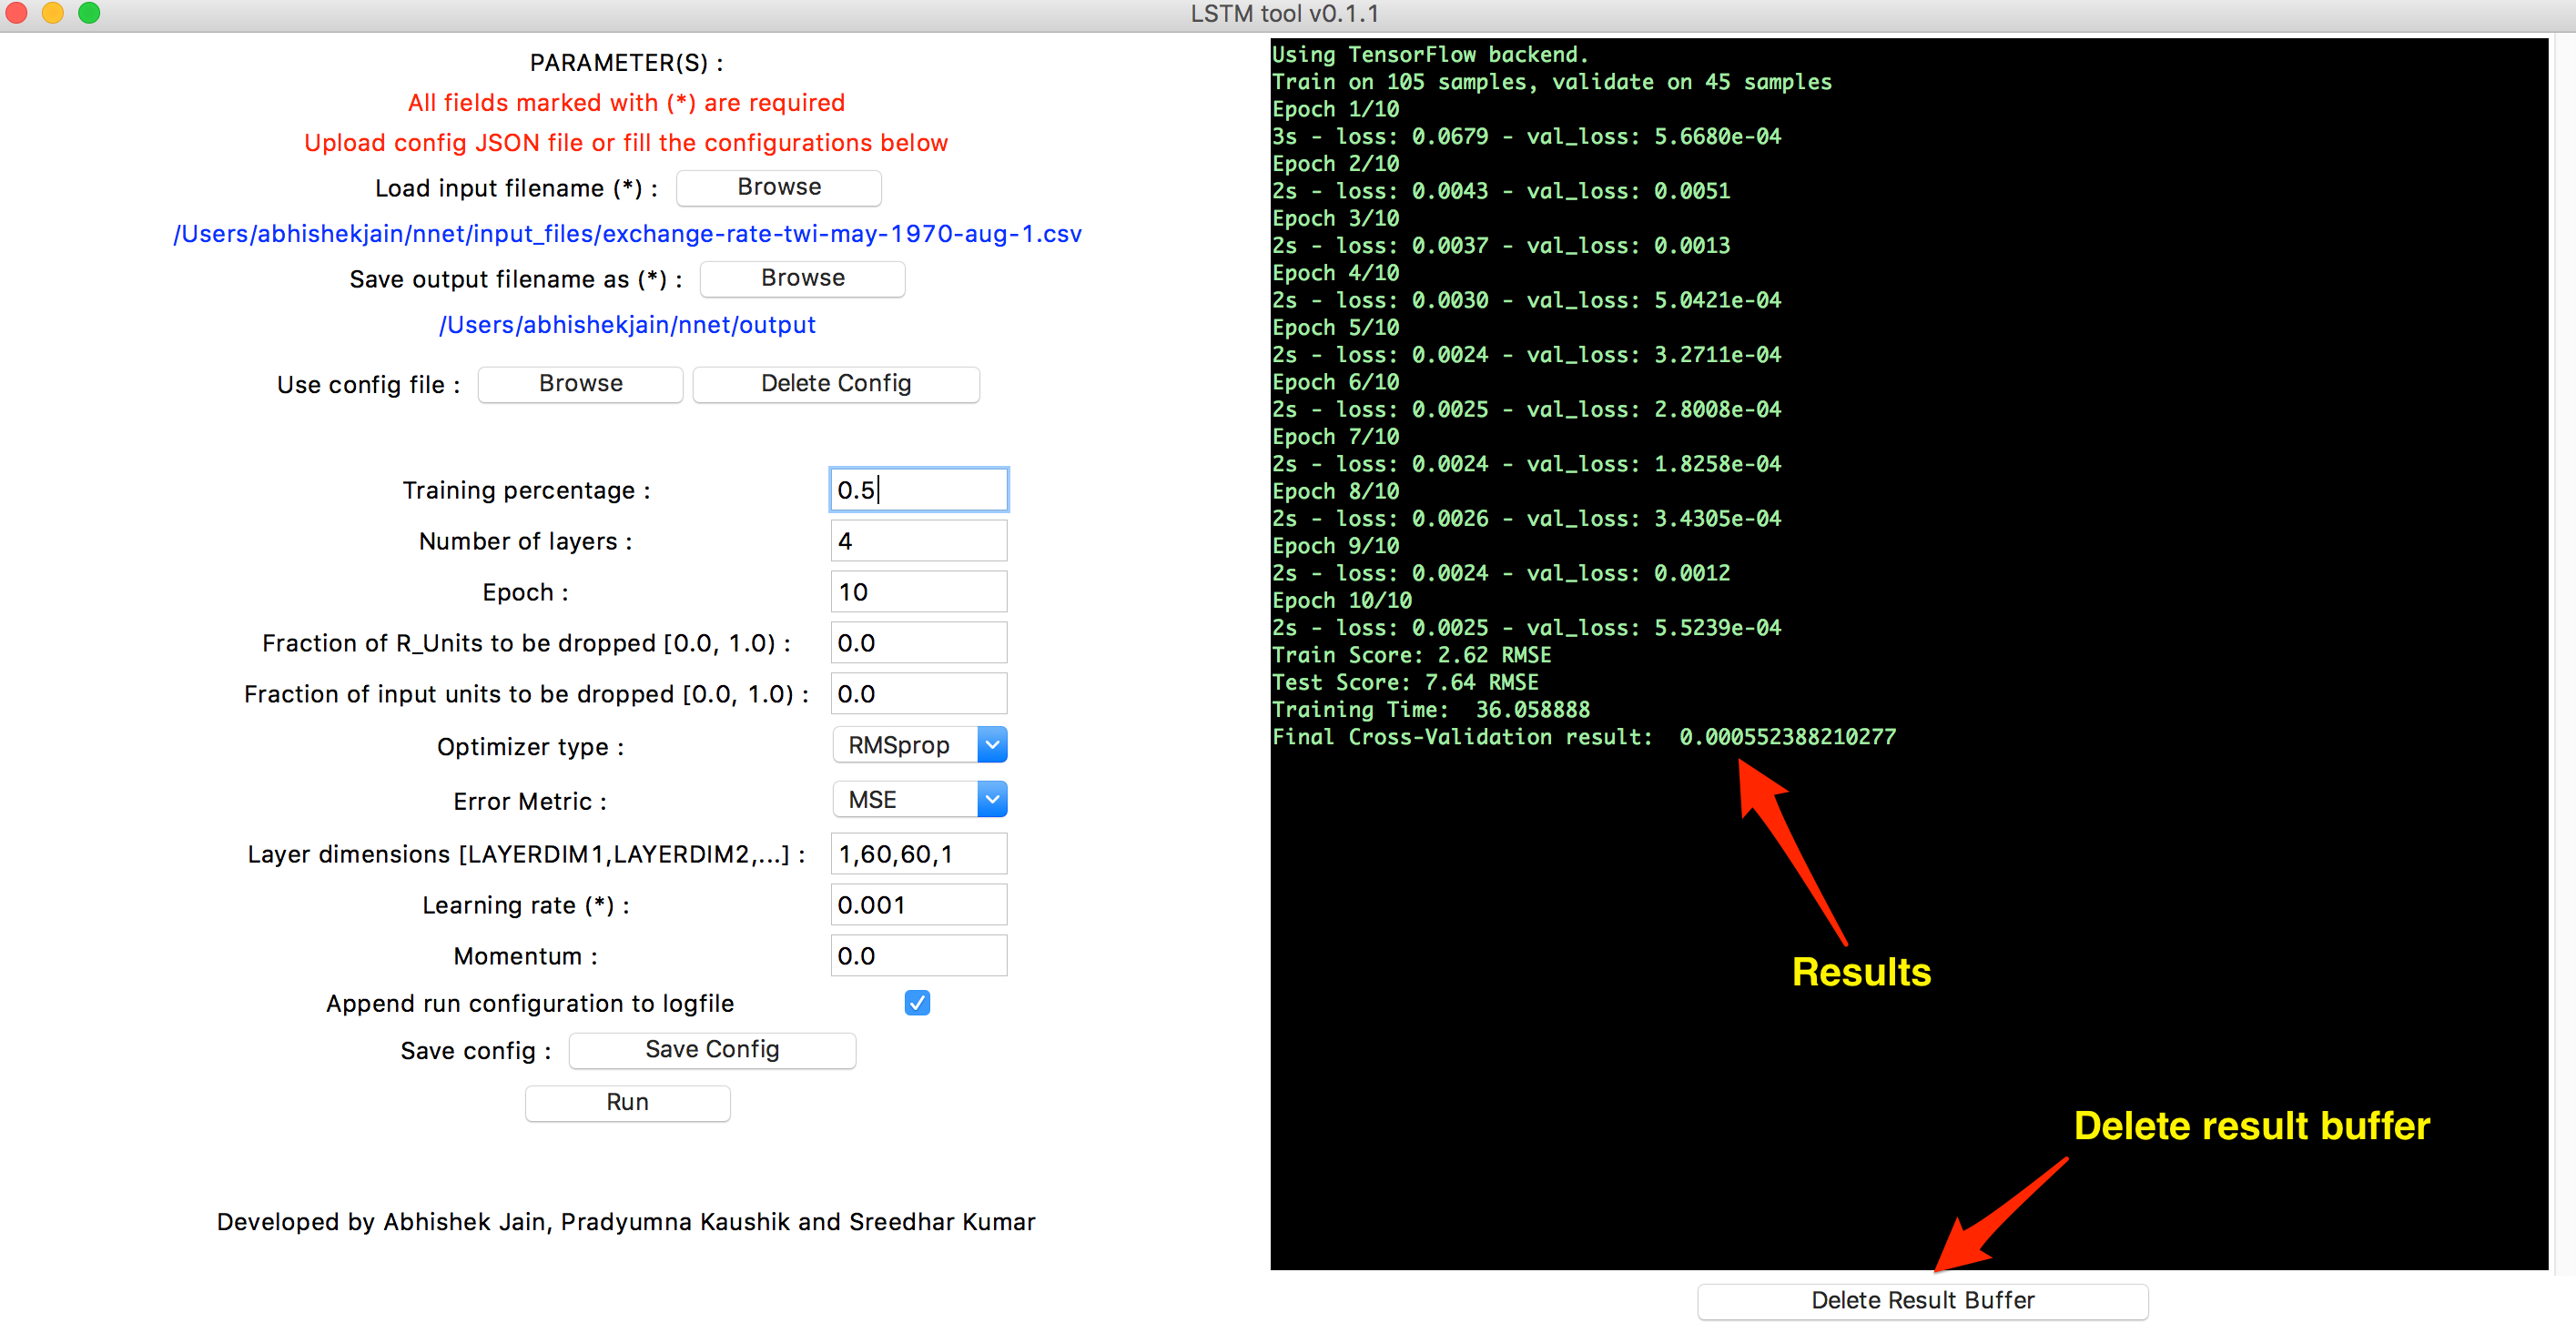 LSTM tool v0.1.1
PARAMETER(S) :
All fields marked with (*) are required
Upload config JSON file or fill the configurations below
Load input filename (*) : Browse
/Users/abhishekjain/nnet/input_files/exchange-rate-twi-may-1970-aug-1.csv
Save output filename as (*) : Browse
/Users/abhishekjain/nnet/output
Use config file : Browse Delete Config
Training percentage : 0.5
Number of layers : 4
Epoch : 10
Fraction of R_Units to be dropped [0.0, 1.0) : 0.0
Fraction of input units to be dropped [0.0, 1.0) : 0.0
Optimizer type : RMSprop
Error Metric : MSE
Layer dimensions [LAYERDIM1,LAYERDIM2,...] : 1,60,60,1
Learning rate (*) : 0.001
Momentum : 0.0
Append run configuration to logfile
Save config : Save Config
Run
Developed by Abhishek Jain, Pradyumna Kaushik and Sreedhar Kumar
Using TensorFlow backend.
Train on 105 samples, validate on 45 samples
Epoch 1/10
3s - loss: 0.0679 - val_loss: 5.6680e-04
Epoch 2/10
2s - loss: 0.0043 - val_loss: 0.0051
Epoch 3/10
2s - loss: 0.0037 - val_loss: 0.0013
Epoch 4/10
2s - loss: 0.0030 - val_loss: 5.0421e-04
Epoch 5/10
2s - loss: 0.0024 - val_loss: 3.2711e-04
Epoch 6/10
2s - loss: 0.0025 - val_loss: 2.8008e-04
Epoch 7/10
2s - loss: 0.0024 - val_loss: 1.8258e-04
Epoch 8/10
2s - loss: 0.0026 - val_loss: 3.4305e-04
Epoch 9/10
2s - loss: 0.0024 - val_loss: 0.0012
Epoch 10/10
2s - loss: 0.0025 - val_loss: 5.5239e-04
Train Score: 2.62 RMSE
Test Score: 7.64 RMSE
Training Time:  36.058888
Final Cross-Validation result:  0.000552388210277
Results
Delete result buffer
Delete Result Buffer